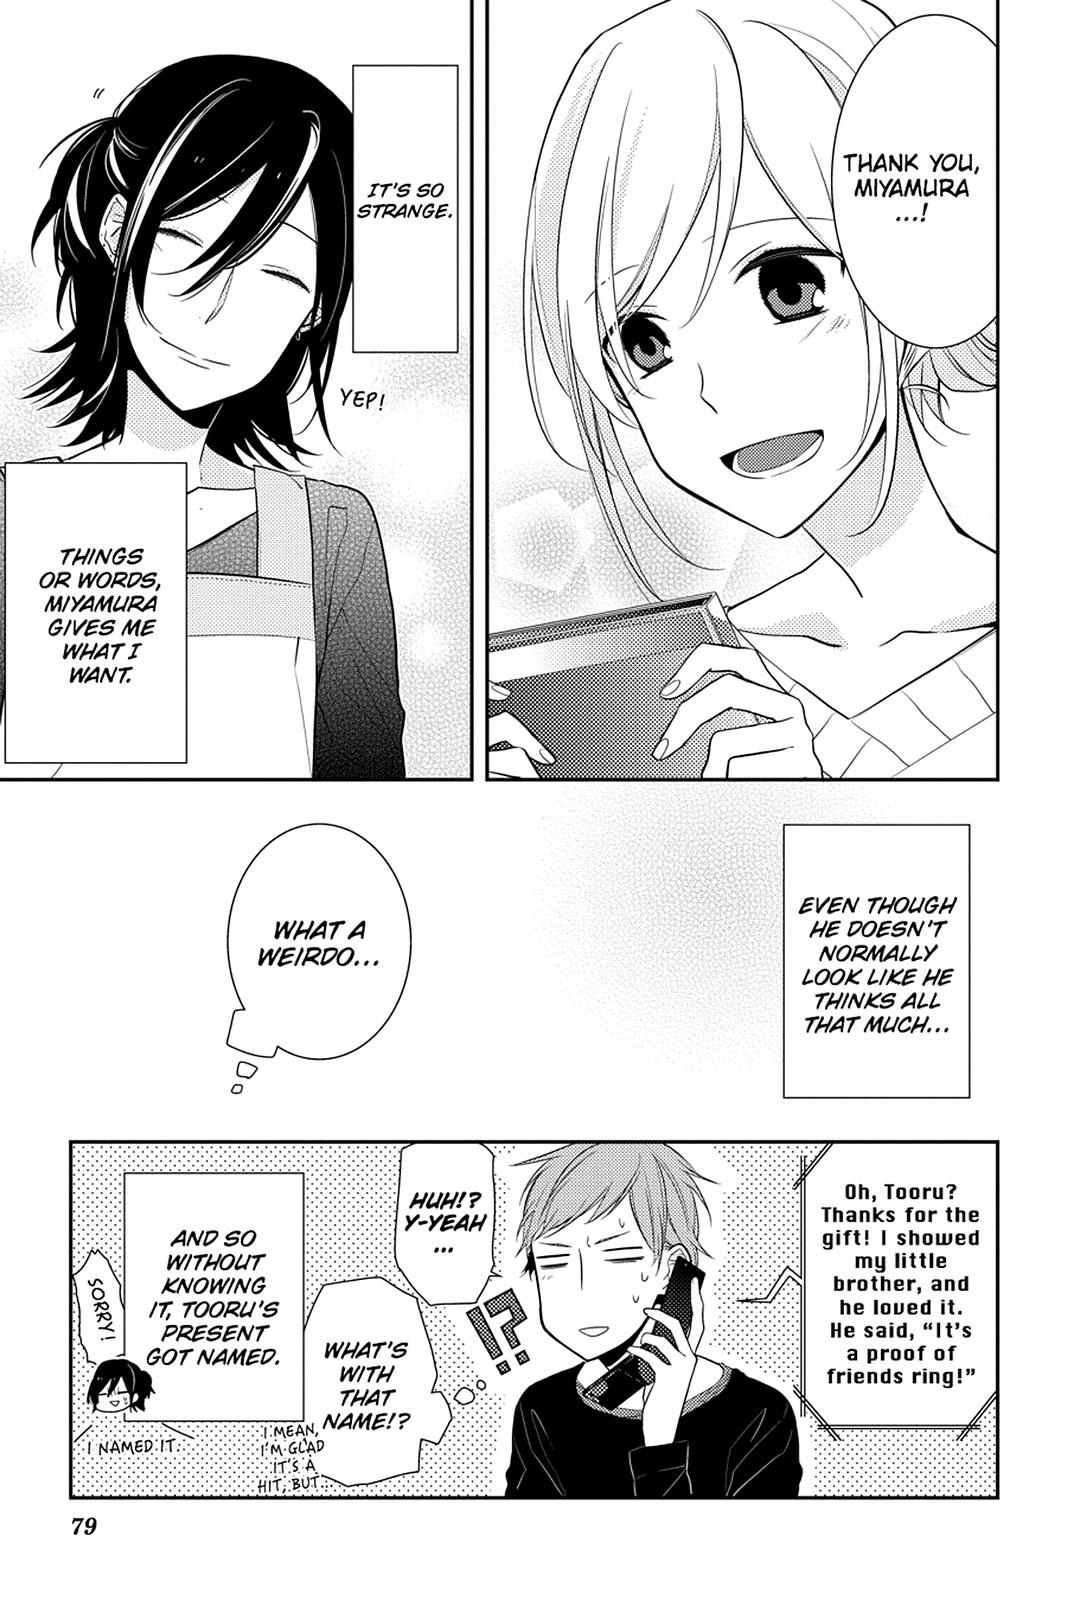 THANK YOU,
MIYAMURA
...!
IT'S SO
STRANGE.
YEP!
THINGS
OR WORDS,
MIYAMURA
GIVES ME
WHAT I
WANT.
EVEN THOUGH
HE DOESN'T
NORMALLY
LOOK LIKE HE
THINKS ALL
THAT MUCH...
WHAT A
WEIRDO...
Oh, Tooru?
Thanks for the
gift! I showed
my little
brother, and
he loved it.
He said, "It's
a proof of
friends ring!"
HUH!?
Y-YEAH
...
!?
WHAT'S
WITH
THAT
NAME!?
I MEAN,
I'M GLAD
IT'S A
HIT, BUT...
AND SO
WITHOUT
KNOWING
IT, TOORU'S
PRESENT
GOT NAMED.
SORRY!
I NAMED IT.
79